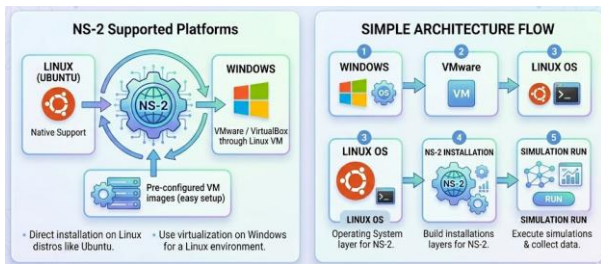 NS-2 Supported Platforms
LINUX
(UBUNTU)
Native Support
NS-2
WINDOWS
VMware / VirtualBox
through Linux VM
Pre-configured VM
images (easy setup)
• Direct installation on Linux
distros like Ubuntu.
• Use virtualization on Windows
for a Linux environment.
SIMPLE ARCHITECTURE FLOW
1
WINDOWS
OS
2
VMware
VM
3
LINUX OS
3
LINUX OS
LINUX OS
Operating System
layer for NS-2.
4
NS-2 INSTALLATION
NS-2
Build installations
layers for NS-2.
5
SIMULATION RUN
RUN
SIMULATION RUN
Execute simulations
& collect data.